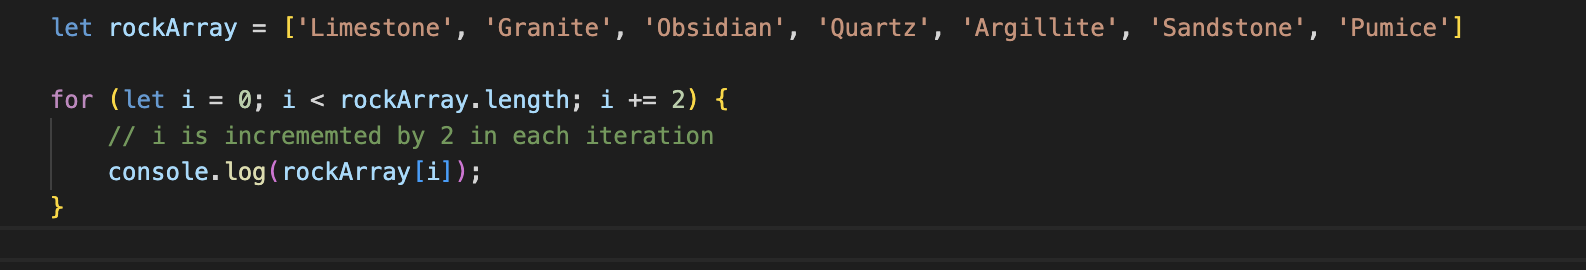 let rockArray = ['Limestone', 'Granite', 'Obsidian', 'Quartz', 'Argillite', 'Sandstone', 'Pumice']
for (let i = 0; i < rockArray.length; i += 2) {
// i is incrememted by 2 in each iteration
console.log(rockArray[i]);
}